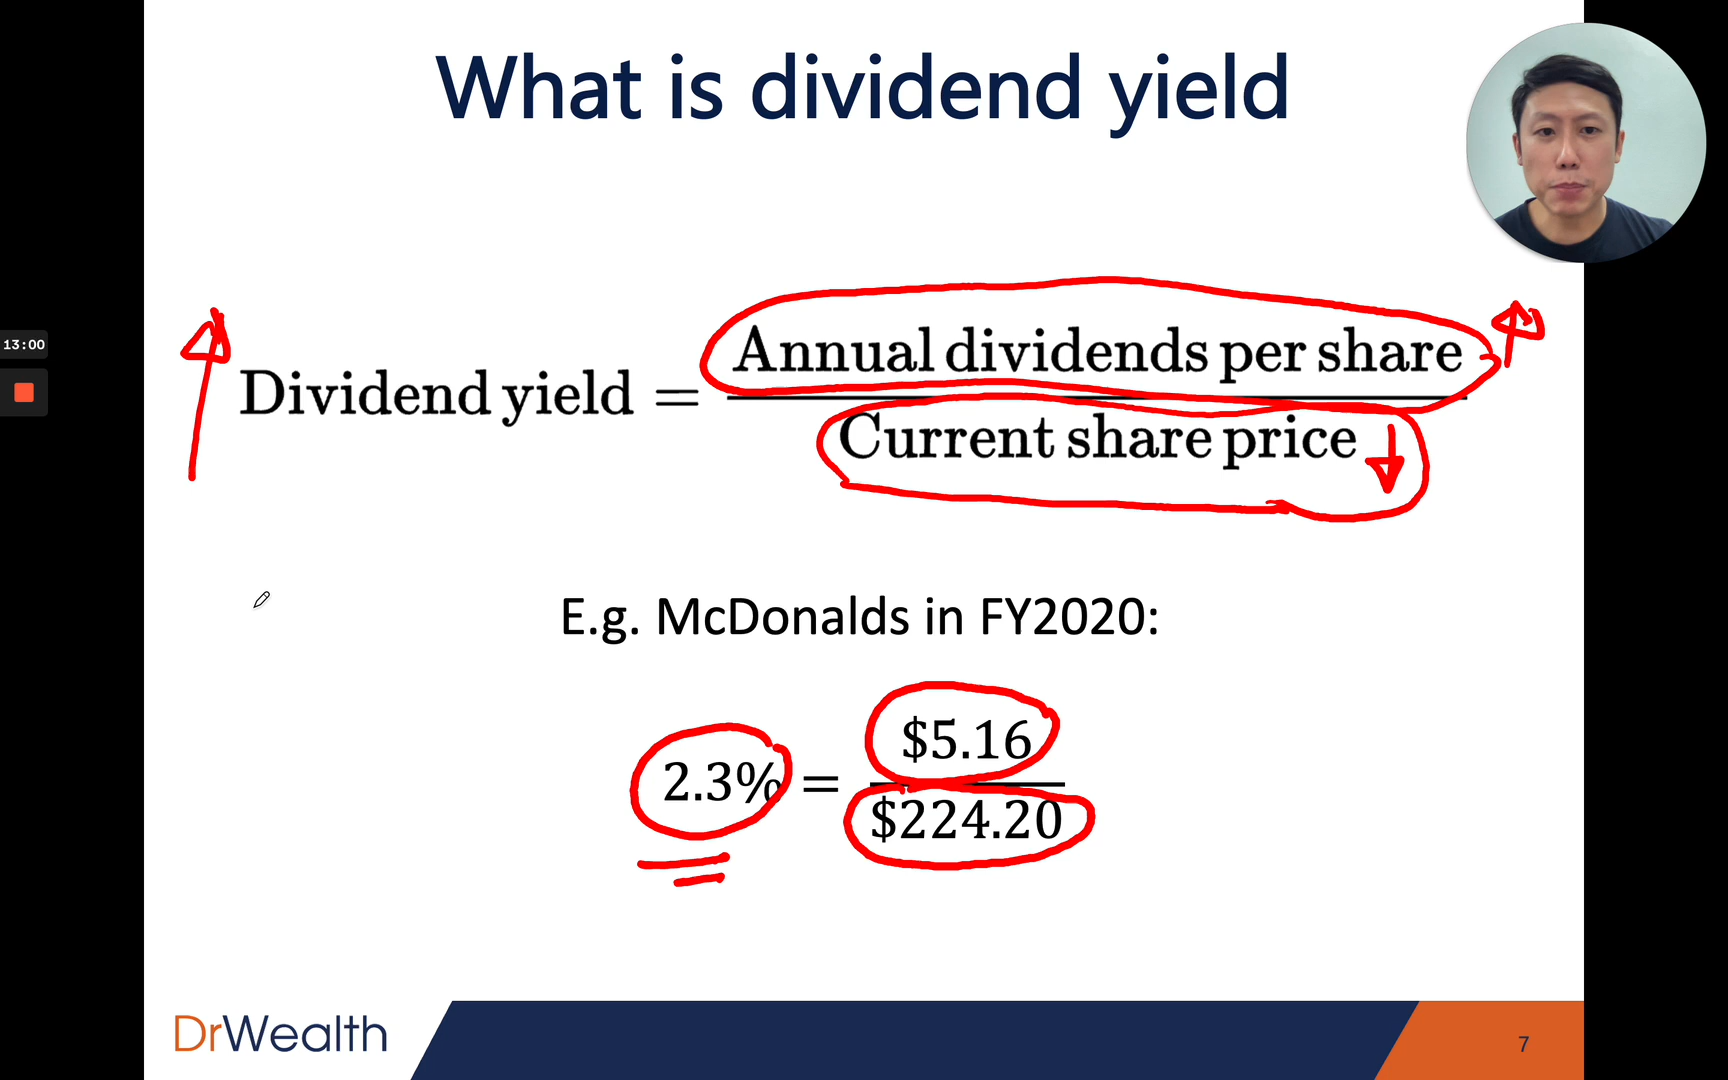 What is dividend yield
13:00
Dividend yield = Annual dividends per share
Current share price
E.g. McDonalds in FY2020:
2.3% = $5.16
$224.20
DrWealth
7